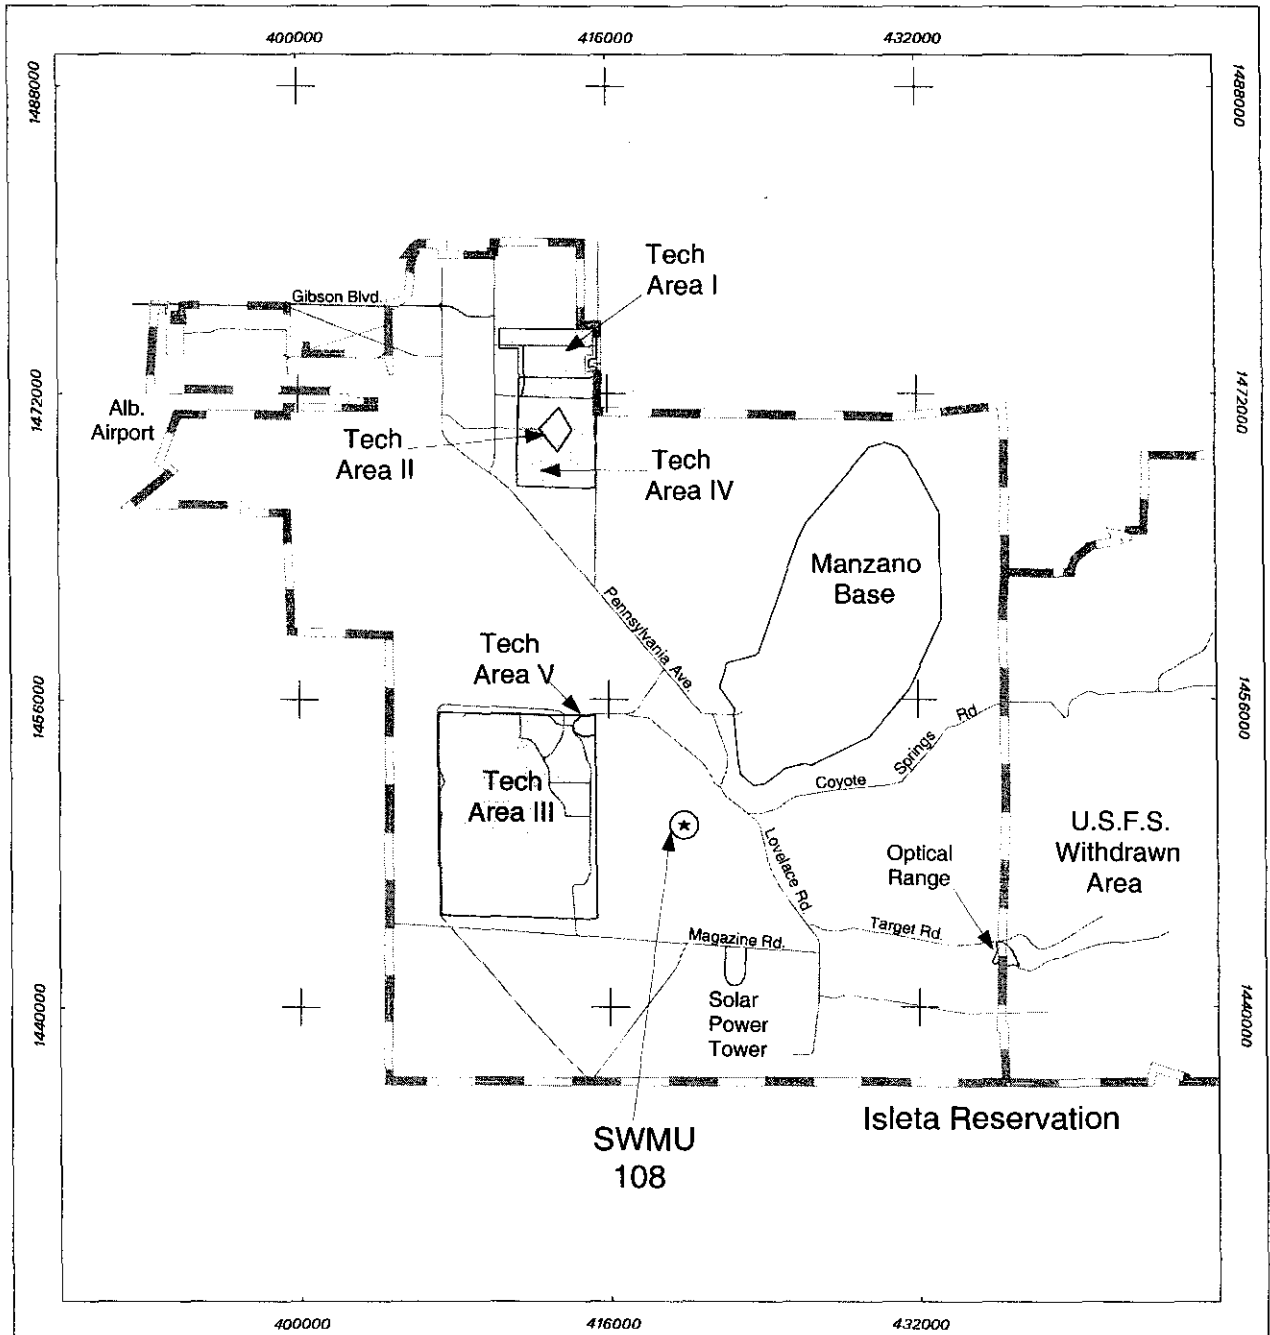 400000
416000
432000
1488000
1488000
Tech
Area I
Gibson Blvd.
1472000
1472000
Alb.
Airport
Tech
Area II
Tech
Area IV
Manzano
Base
Pennsylvania Ave.
Tech
Area V
1456000
1456000
Coyote
Springs
Rd
Tech
Area III
U.S.F.S.
Withdrawn
Area
Lovelace Rd
Optical
Range
Target Rd.
Magazine Rd.
Solar
Power
Tower
1440000
1440000
Isleta Reservation
SWMU
108
400000
416000
432000